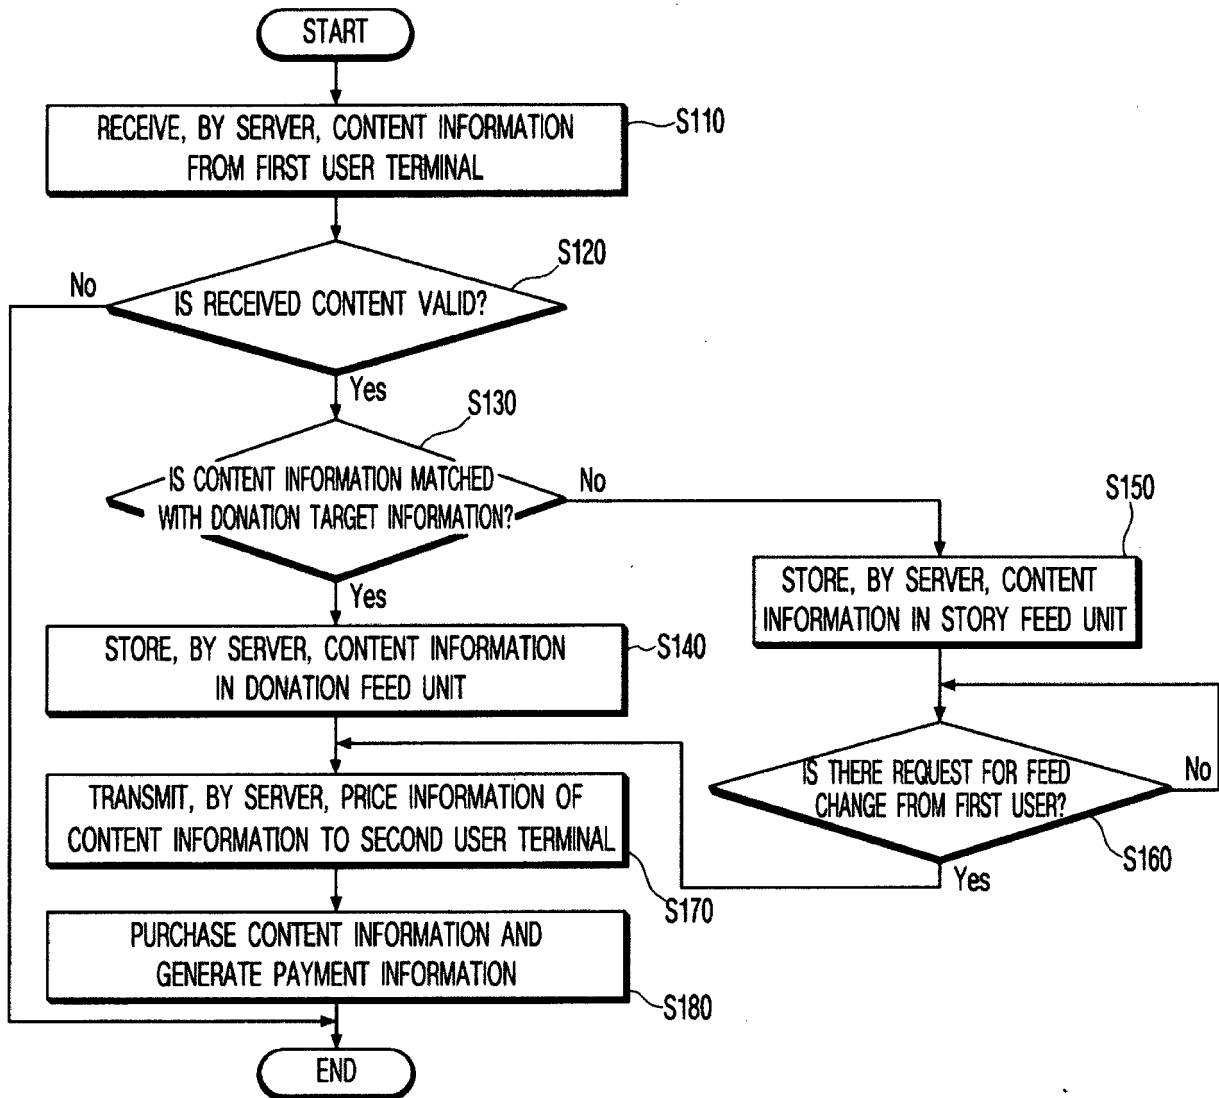 START
RECEIVE, BY SERVER, CONTENT INFORMATION
FROM FIRST USER TERMINAL
S110
IS RECEIVED CONTENT VALID?
S120
No
Yes
IS CONTENT INFORMATION MATCHED
WITH DONATION TARGET INFORMATION?
S130
No
Yes
STORE, BY SERVER, CONTENT INFORMATION
IN DONATION FEED UNIT
S140
STORE, BY SERVER, CONTENT
INFORMATION IN STORY FEED UNIT
S150
IS THERE REQUEST FOR FEED
CHANGE FROM FIRST USER?
S160
No
Yes
TRANSMIT, BY SERVER, PRICE INFORMATION OF
CONTENT INFORMATION TO SECOND USER TERMINAL
S170
PURCHASE CONTENT INFORMATION AND
GENERATE PAYMENT INFORMATION
S180
END